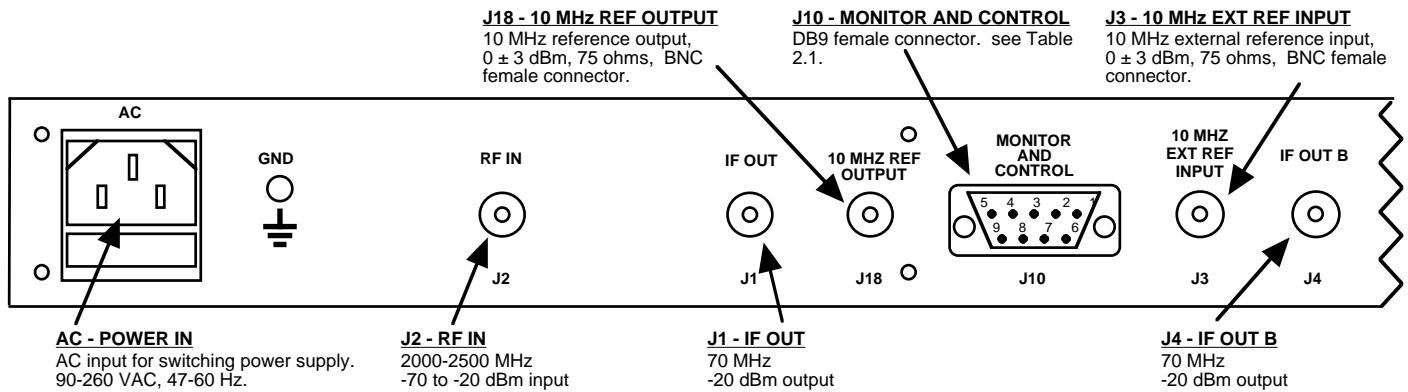 J18 - 10 MHz REF OUTPUT
10 MHz reference output,
0 ± 3 dBm, 75 ohms, BNC
female connector.
J10 - MONITOR AND CONTROL
DB9 female connector. see Table
2.1.
J3 - 10 MHz EXT REF INPUT
10 MHz external reference input,
0 ± 3 dBm, 75 ohms, BNC female
connector.
AC
GND
RF IN
IF OUT
10 MHZ REF
OUTPUT
MONITOR
AND
CONTROL
10 MHZ
EXT REF
INPUT
IF OUT B
5 4 3 2 1
9 8 7 6
J2
J1
J18
J10
J3
J4
AC - POWER IN
AC input for switching power supply.
90-260 VAC, 47-60 Hz.
J2 - RF IN
2000-2500 MHz
-70 to -20 dBm input
J1 - IF OUT
70 MHz
-20 dBm output
J4 - IF OUT B
70 MHz
-20 dBm output